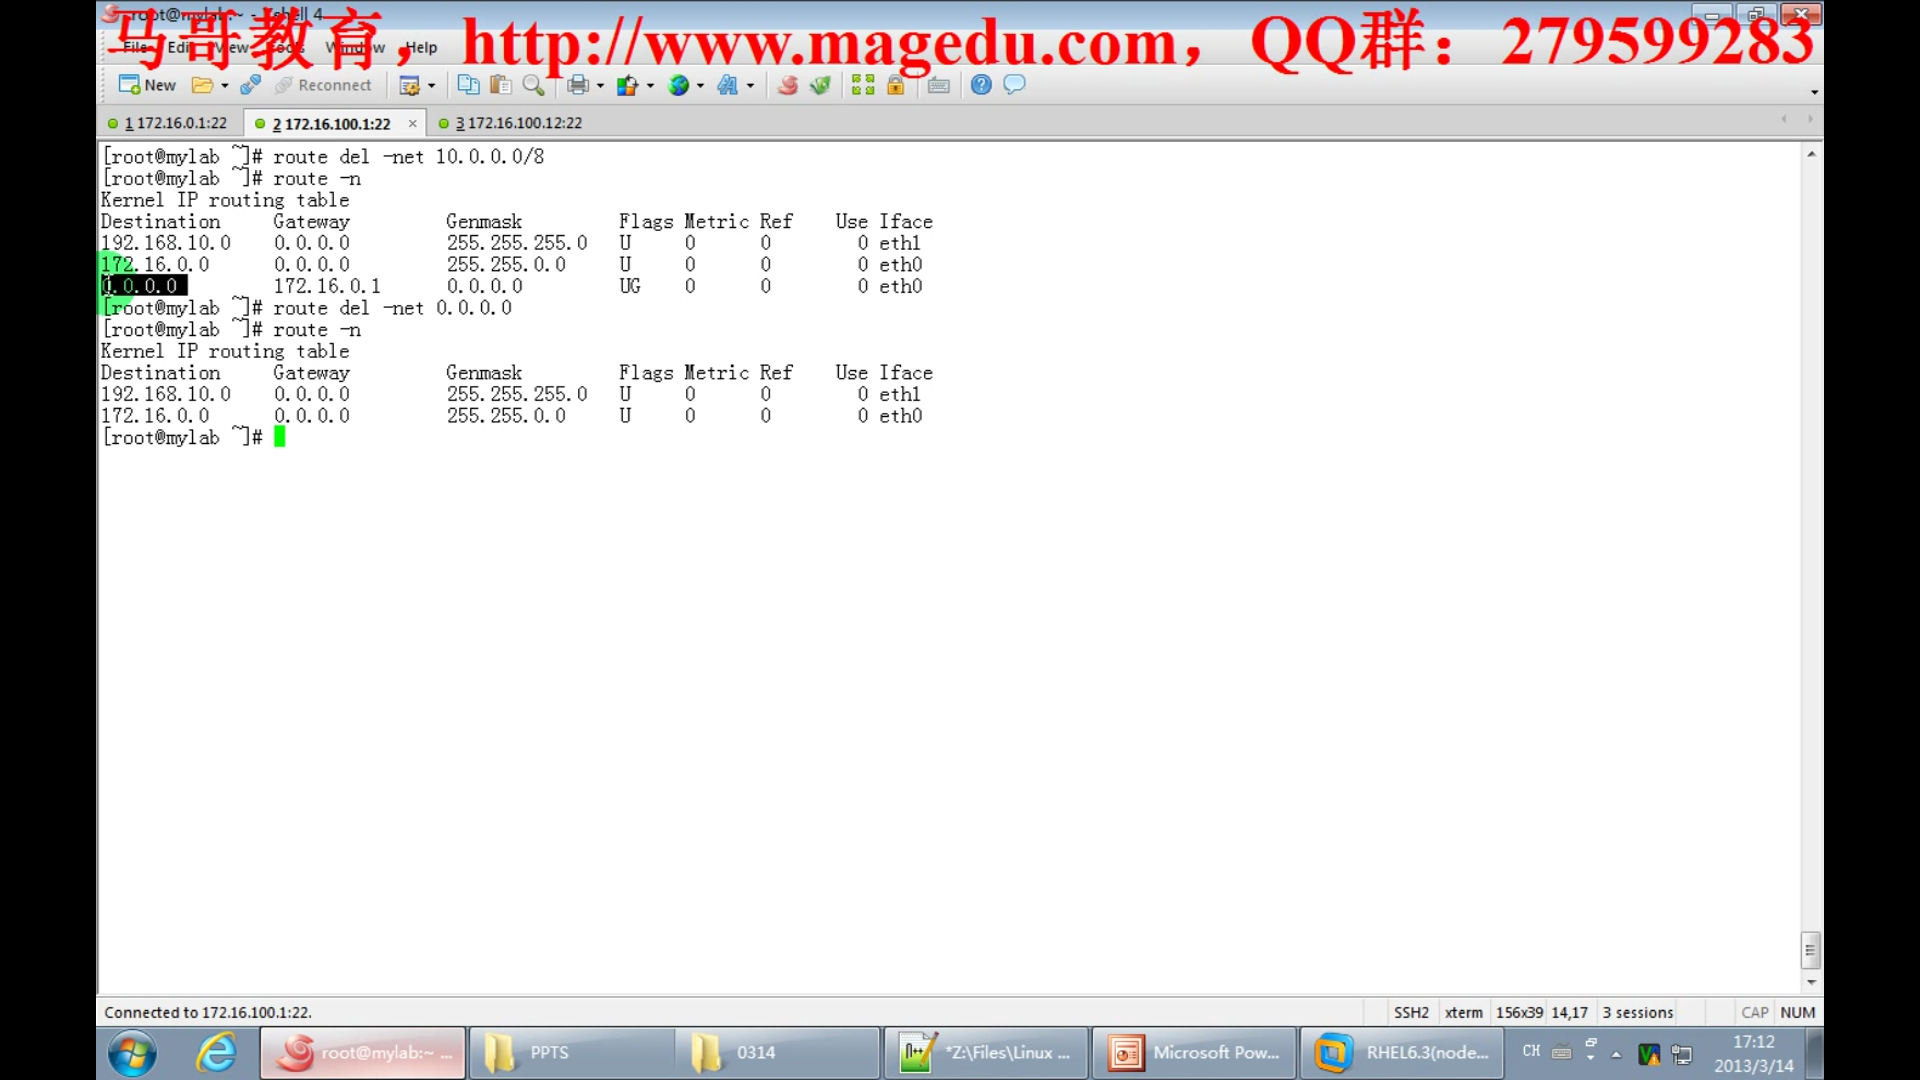 root@mylab:~ - Xshell 4
马哥教育，http://www.magedu.com，QQ群：279599283
File Edit View Tools Window Help
New Reconnect
1 172.16.0.1:22 2 172.16.100.1:22 × 3 172.16.100.12:22
[root@mylab ~]# route del -net 10.0.0.0/8
[root@mylab ~]# route -n
Kernel IP routing table
Destination Gateway Genmask Flags Metric Ref Use Iface
192.168.10.0 0.0.0.0 255.255.255.0 U 0 0 0 eth1
172.16.0.0 0.0.0.0 255.255.0.0 U 0 0 0 eth0
0.0.0.0 172.16.0.1 0.0.0.0 UG 0 0 0 eth0
[root@mylab ~]# route del -net 0.0.0.0
[root@mylab ~]# route -n
Kernel IP routing table
Destination Gateway Genmask Flags Metric Ref Use Iface
192.168.10.0 0.0.0.0 255.255.255.0 U 0 0 0 eth1
172.16.0.0 0.0.0.0 255.255.0.0 U 0 0 0 eth0
[root@mylab ~]#
Connected to 172.16.100.1:22. SSH2 xterm 156x39 14,17 3 sessions CAP NUM
root@mylab:~ ... PPTS 0314 *Z:\Files\Linux ... Microsoft Pow... RHEL6.3(node... CH 17:12
2013/3/14